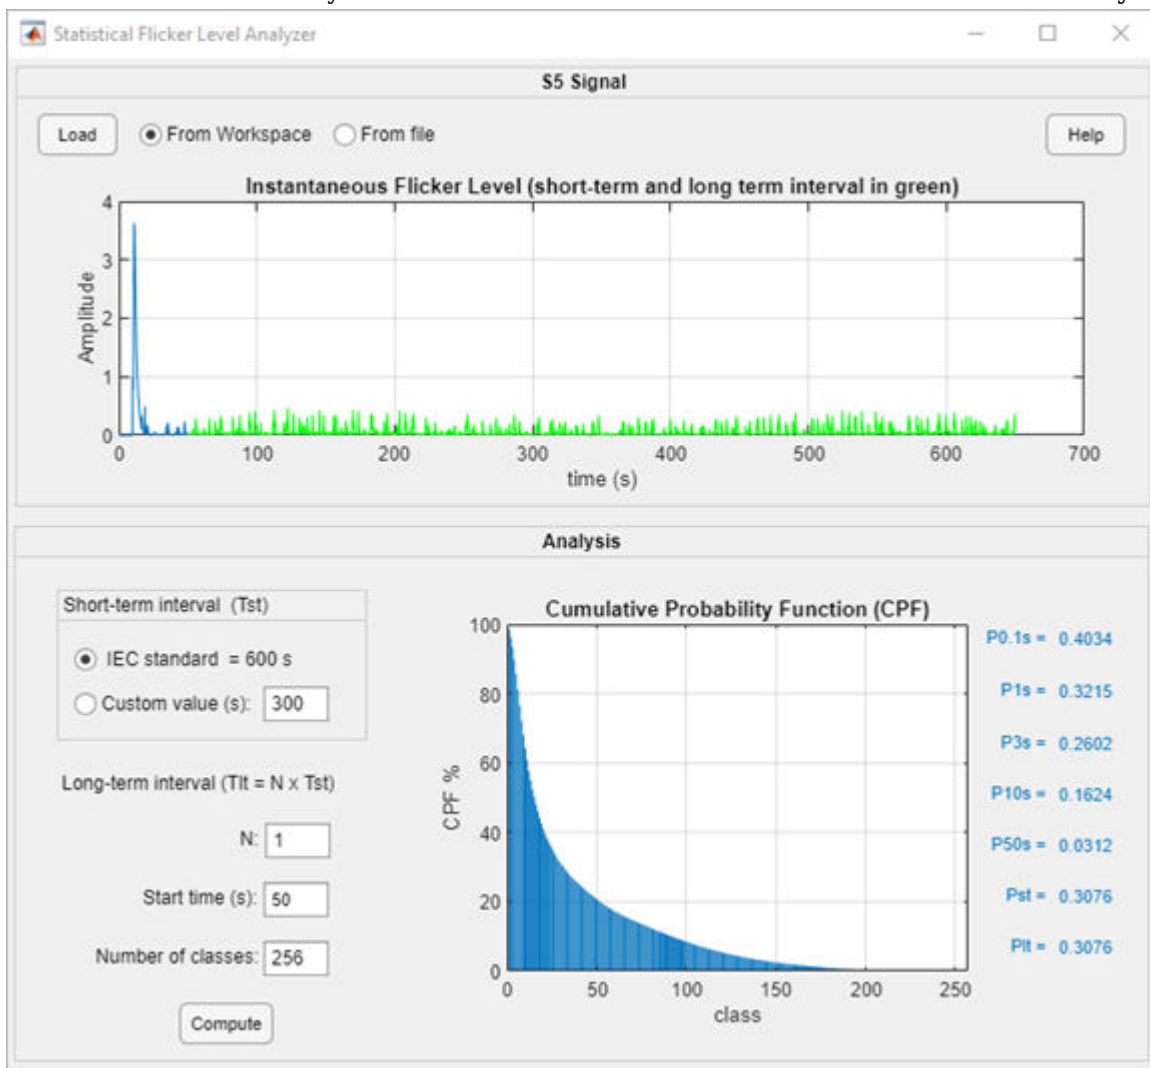 Statistical Flicker Level Analyzer
S5 Signal
Load From Workspace From file Help
Instantaneous Flicker Level (short-term and long term interval in green)
4
3
2
1
0
Amplitude
0 100 200 300 400 500 600 700
time (s)
Analysis
Short-term interval (Tst)
IEC standard = 600 s
Custom value (s): 300
Long-term interval (Tlt = N x Tst)
N: 1
Start time (s): 50
Number of classes: 256
Compute
Cumulative Probability Function (CPF)
100
80
60
40
20
0
CPF %
0 50 100 150 200 250
class
P0.1s = 0.4034
P1s = 0.3215
P3s = 0.2602
P10s = 0.1624
P50s = 0.0312
Pst = 0.3076
Plt = 0.3076